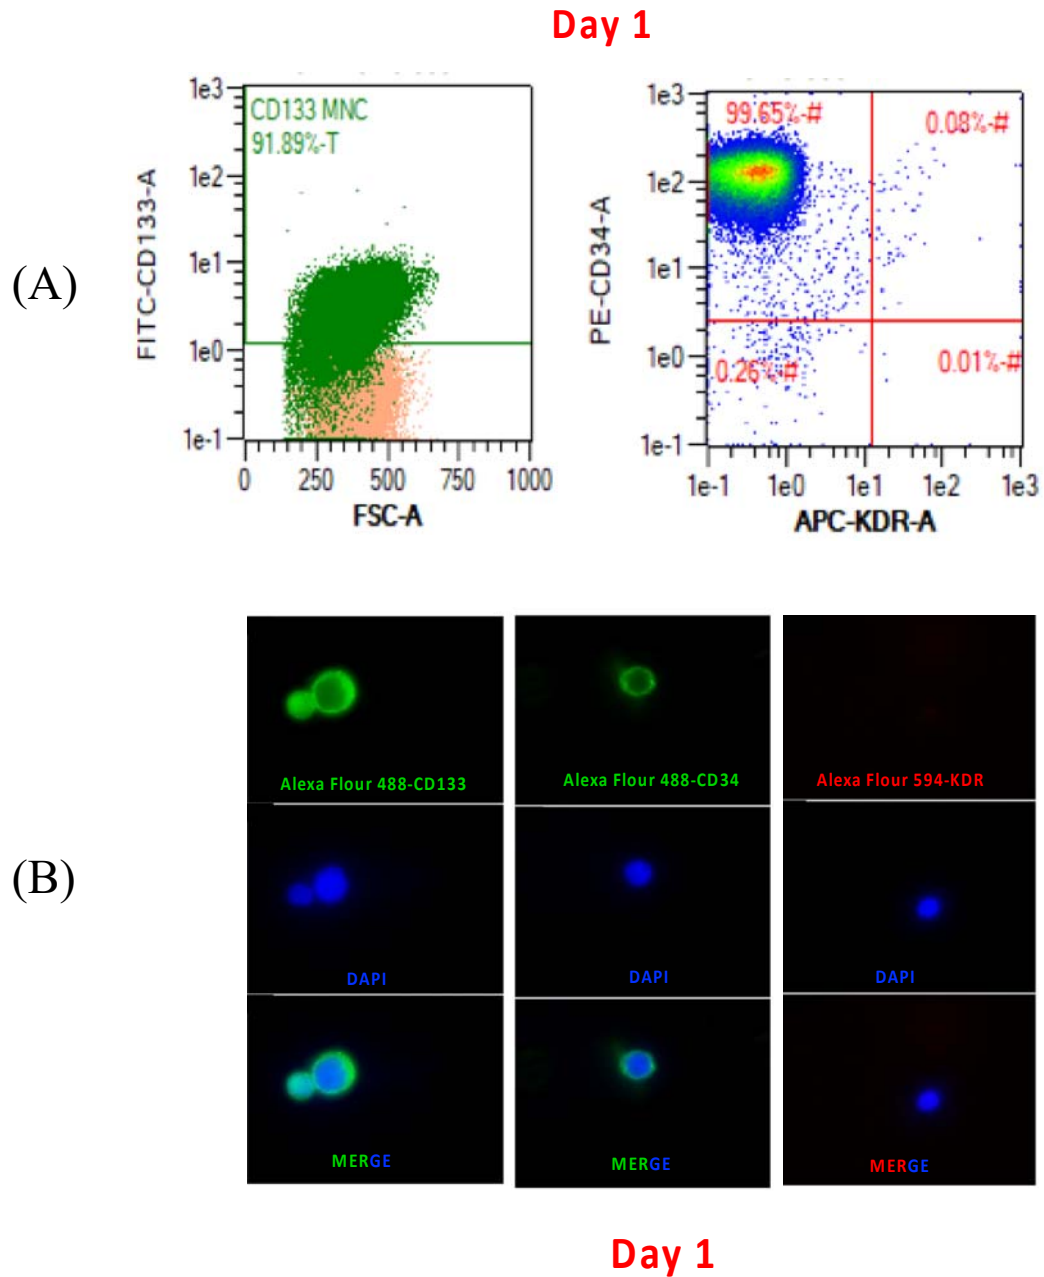 Day 1
(A)
FITC-CD133-A
1e3
1e2
1e1
1e0
1e-1
CD133 MNC
91.89%-T
0 250 500 750 1000
FSC-A
PE-CD34-A
1e3
1e2
1e1
1e0
1e-1
99.65%-#
0.08%-#
0.26%-#
0.01%-#
1e-1 1e0 1e1 1e2 1e3
APC-KDR-A
(B)
Alexa Flour 488-CD133
Alexa Flour 488-CD34
Alexa Flour 594-KDR
DAPI
DAPI
DAPI
MERGE
MERGE
MERGE
Day 1